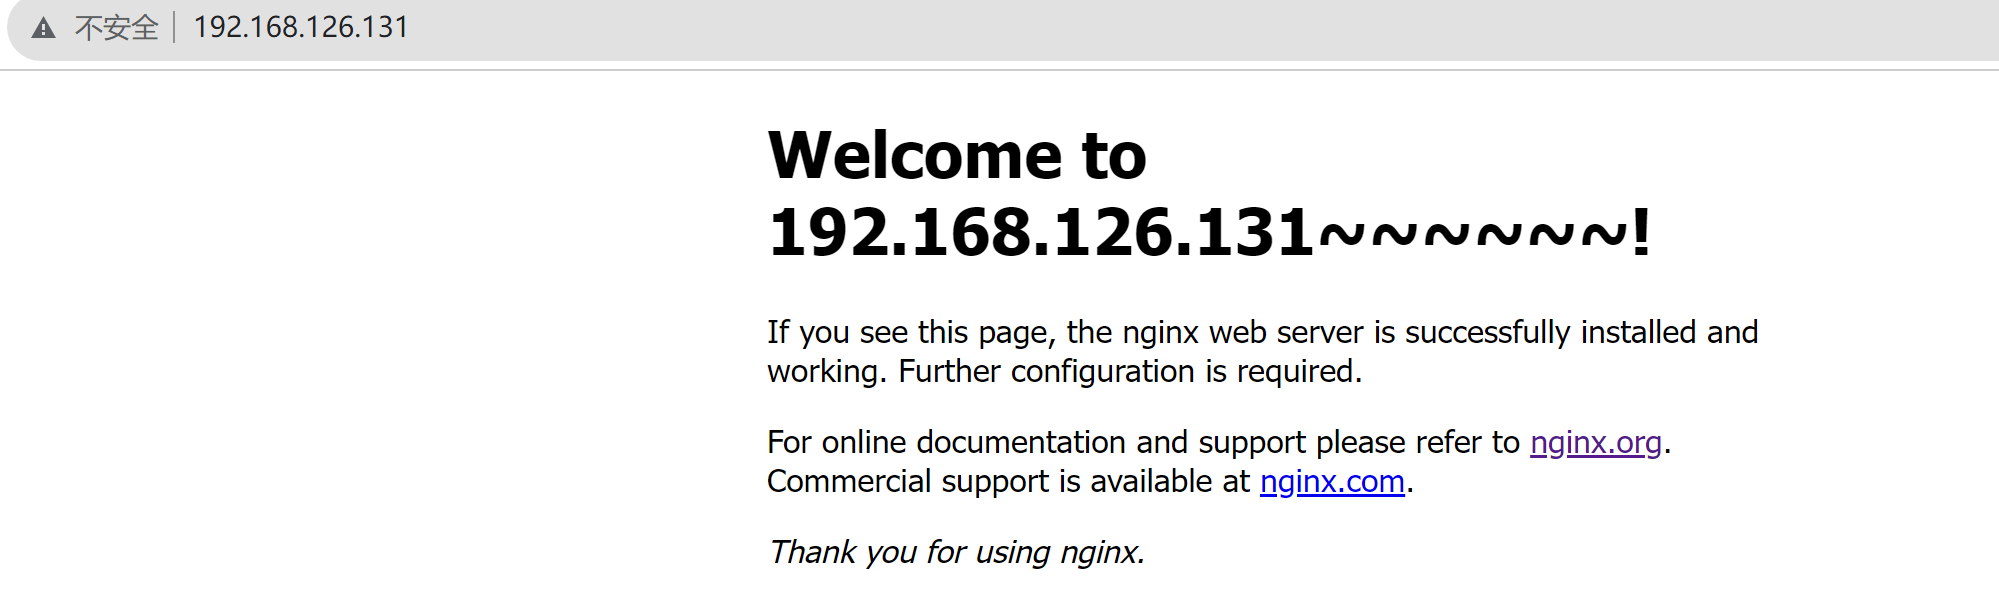 不安全 192.168.126.131
Welcome to
192.168.126.131~~~~~~!
If you see this page, the nginx web server is successfully installed and
working. Further configuration is required.
For online documentation and support please refer to nginx.org.
Commercial support is available at nginx.com.
Thank you for using nginx.